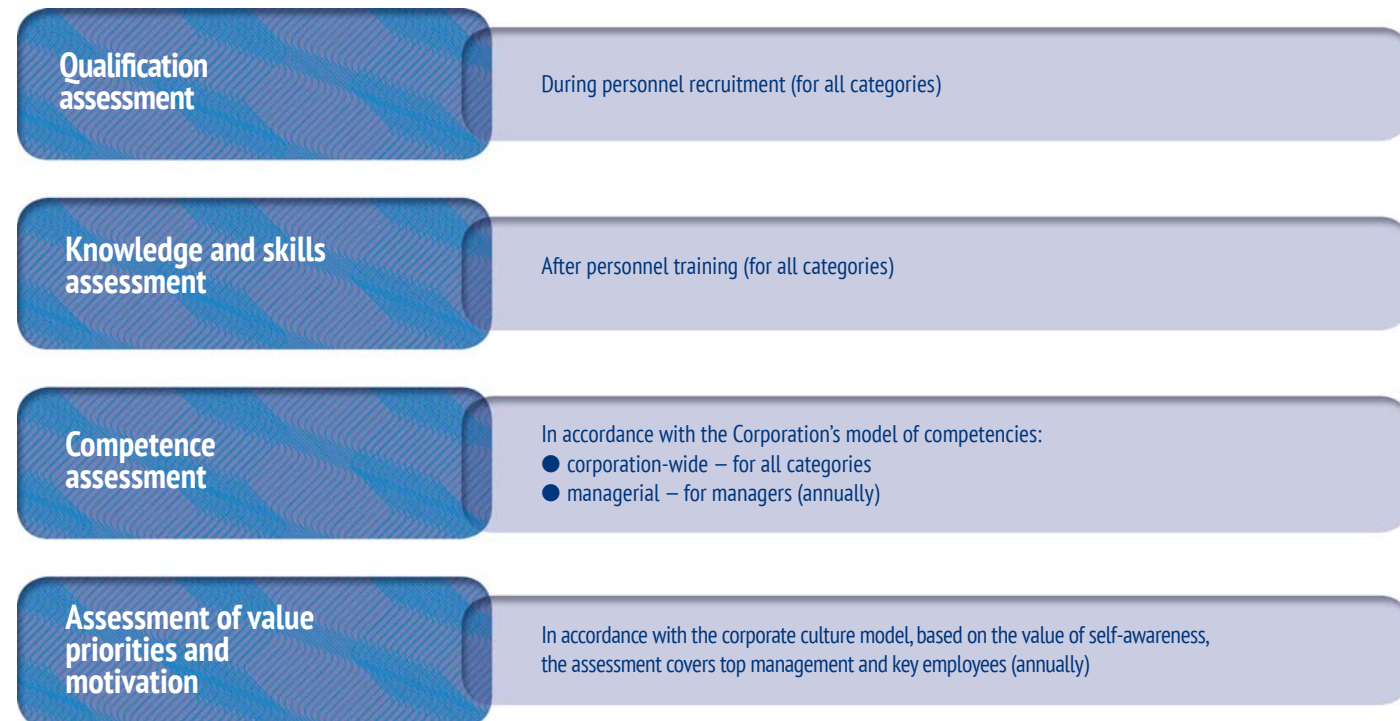 Qualification
assessment
During personnel recruitment (for all categories)
Knowledge and skills
assessment
After personnel training (for all categories)
Competence
assessment
In accordance with the Corporation’s model of competencies:
● corporation-wide — for all categories
● managerial — for managers (annually)
Assessment of value
priorities and
motivation
In accordance with the corporate culture model, based on the value of self-awareness,
the assessment covers top management and key employees (annually)